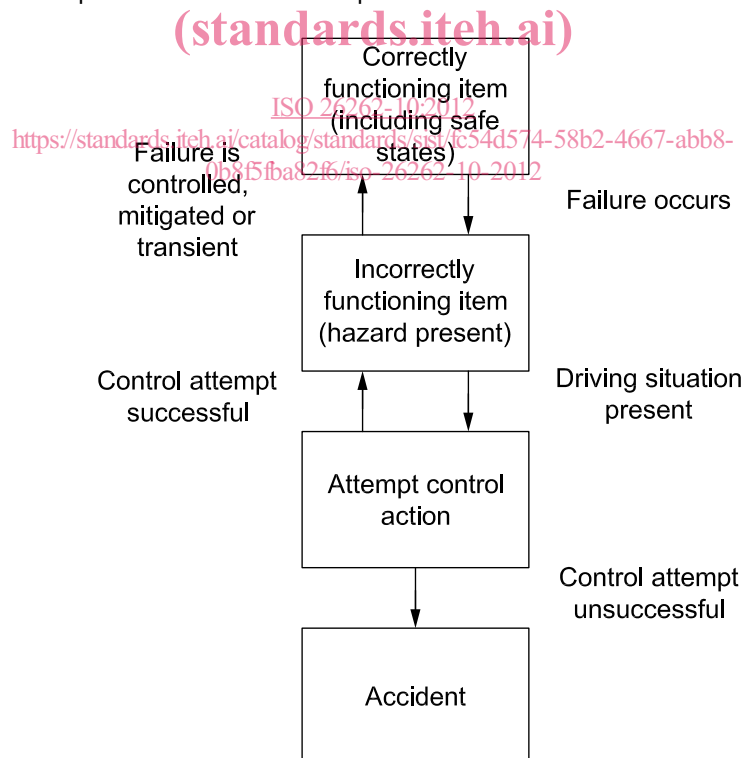 (standards.iteh.ai)
Correctly
functioning item
ISO 26262-10:2012
(including safe
https://standards.iteh.ai/catalog/standards/sist/fc54d574-58b2-4667-abb8-
states)
0b8f5fba82f6/iso-26262-10-2012
Failure is
controlled,
mitigated or
transient
Failure occurs
Incorrectly
functioning item
(hazard present)
Control attempt
successful
Driving situation
present
Attempt control
action
Control attempt
unsuccessful
Accident